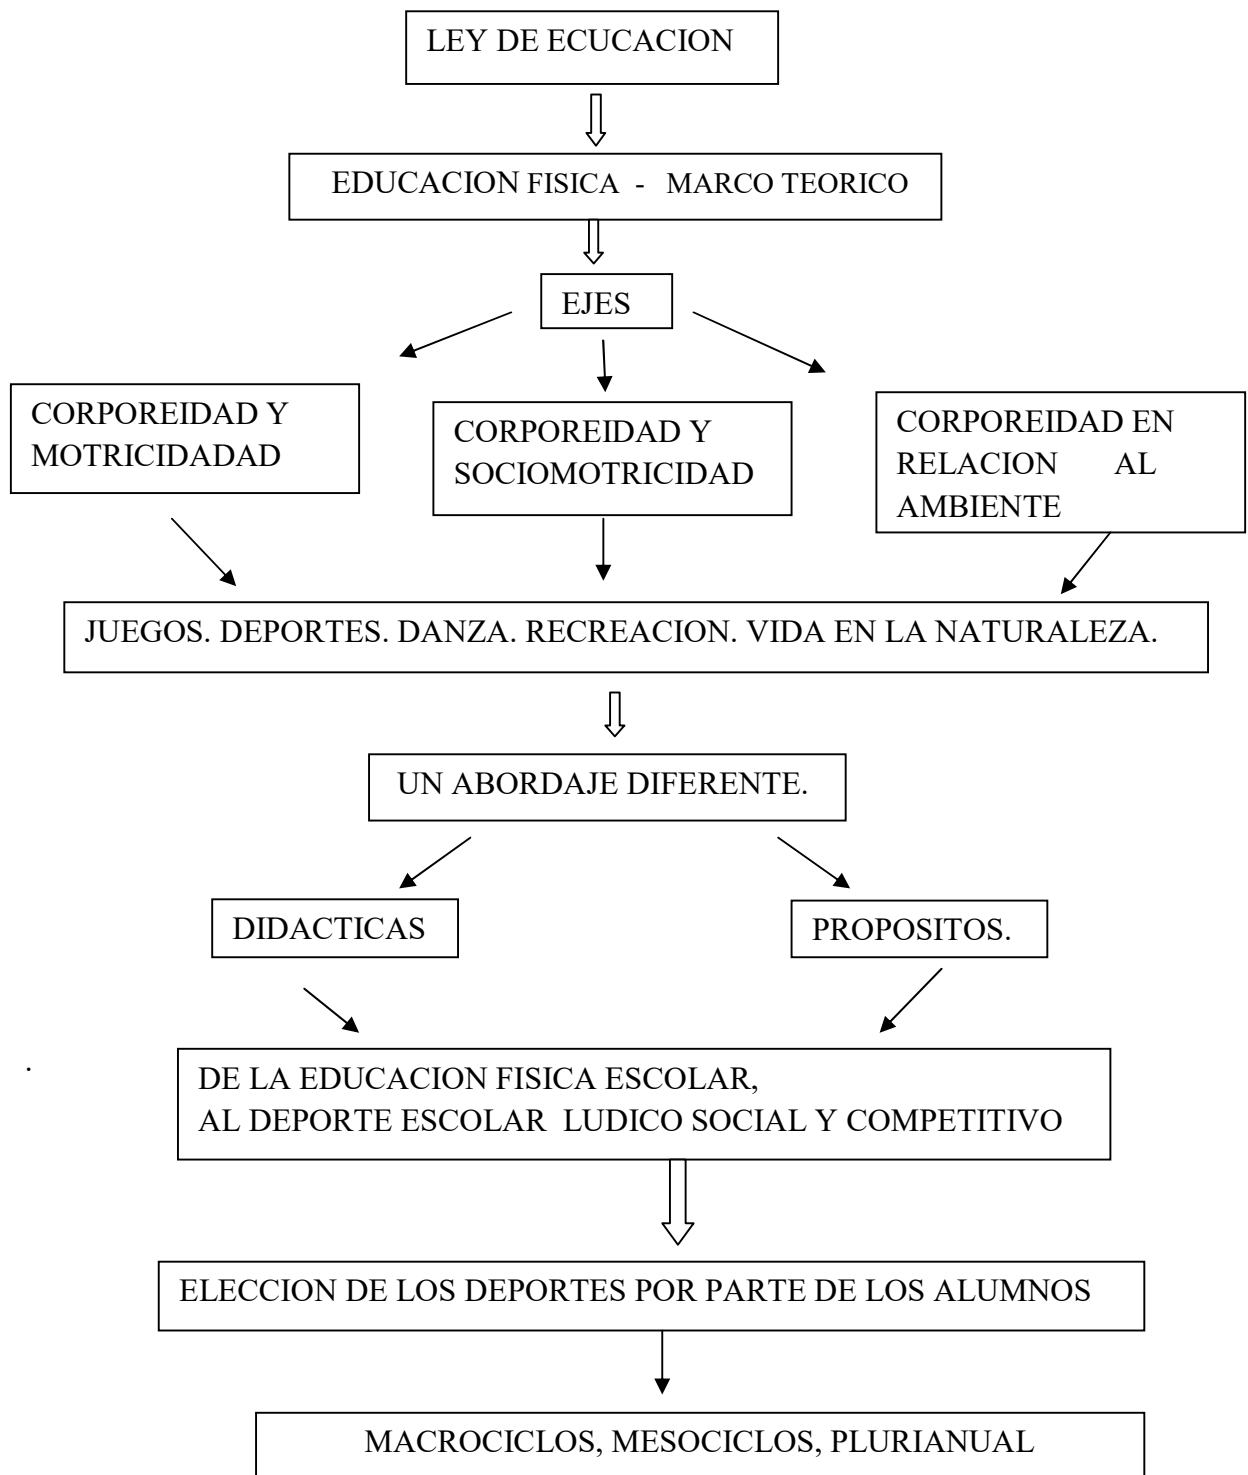 LEY DE ECUCACION
EDUCACION FISICA - MARCO TEORICO
EJES
CORPOREIDAD Y
MOTRICIDADAD
CORPOREIDAD Y
SOCIOMOTRICIDAD
CORPOREIDAD EN
RELACION AL
AMBIENTE
JUEGOS. DEPORTES. DANZA. RECREACION. VIDA EN LA NATURALEZA.
UN ABORDAJE DIFERENTE.
DIDACTICAS
PROPOSITOS.
.
DE LA EDUCACION FISICA ESCOLAR,
AL DEPORTE ESCOLAR LUDICO SOCIAL Y COMPETITIVO
ELECCION DE LOS DEPORTES POR PARTE DE LOS ALUMNOS
MACROCICLOS, MESOCICLOS, PLURIANUAL